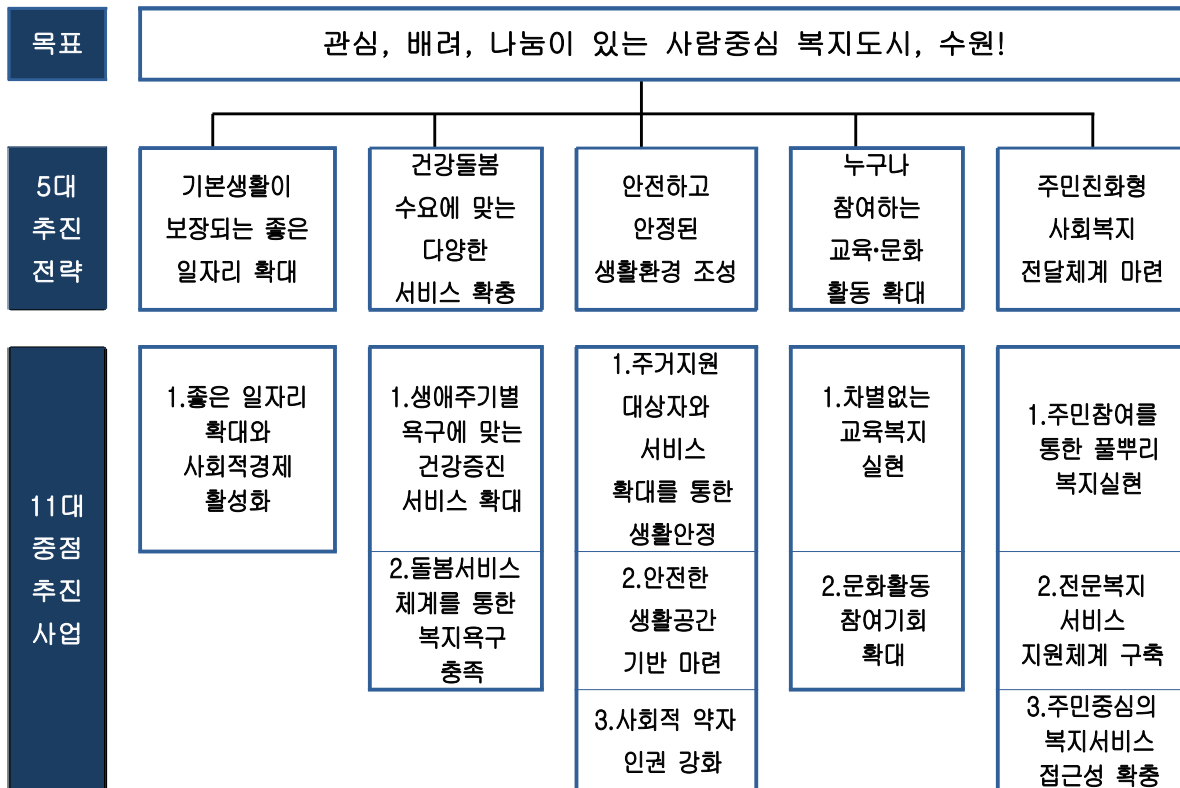 목표
관심, 배려, 나눔이 있는 사람중심 복지도시, 수원!
5대
추진
전략
기본생활이
보장되는 좋은
일자리 확대
건강돌봄
수요에 맞는
다양한
서비스 확충
안전하고
안정된
생활환경 조성
누구나
참여하는
교육·문화
활동 확대
주민친화형
사회복지
전달체계 마련
11대
중점
추진
사업
1.좋은 일자리
확대와
사회적경제
활성화
1.생애주기별
욕구에 맞는
건강증진
서비스 확대
2.돌봄서비스
체계를 통한
복지욕구
충족
1.주거지원
대상자와
서비스
확대를 통한
생활안정
2.안전한
생활공간
기반 마련
3.사회적 약자
인권 강화
1.차별없는
교육복지
실현
2.문화활동
참여기회
확대
1.주민참여를
통한 풀뿌리
복지실현
2.전문복지
서비스
지원체계 구축
3.주민중심의
복지서비스
접근성 확충